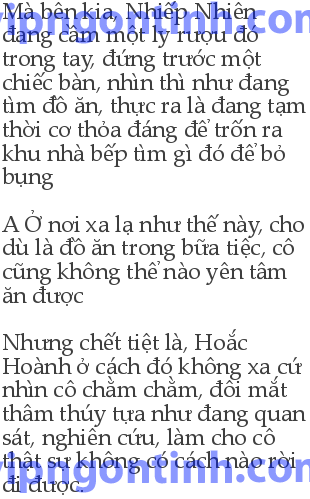 vipngontinh.com
Mà bên kia, Nhiếp Nhiên
đang cầm một ly rượu đỏ
trong tay, đứng trước một
chiếc bàn, nhìn thì như đang
tìm đồ ăn, thực ra là đang tạm
thời cơ thỏa đáng để trốn ra
khu nhà bếp tìm gì đó để bỏ
bụng
A Ở nơi xa lạ như thế này, cho
dù là đồ ăn trong bữa tiệc, cô
cũng không thể nào yên tâm
ăn được
Nhưng chết tiệt là, Hoắc
Hoành ở cách đó không xa cứ
nhìn cô chằm chằm, đôi mắt
thâm thúy tựa như đang quan
sát, nghiên cứu, làm cho cô
thật sự không có cách nào rời
đi được.
vipngontinh.com